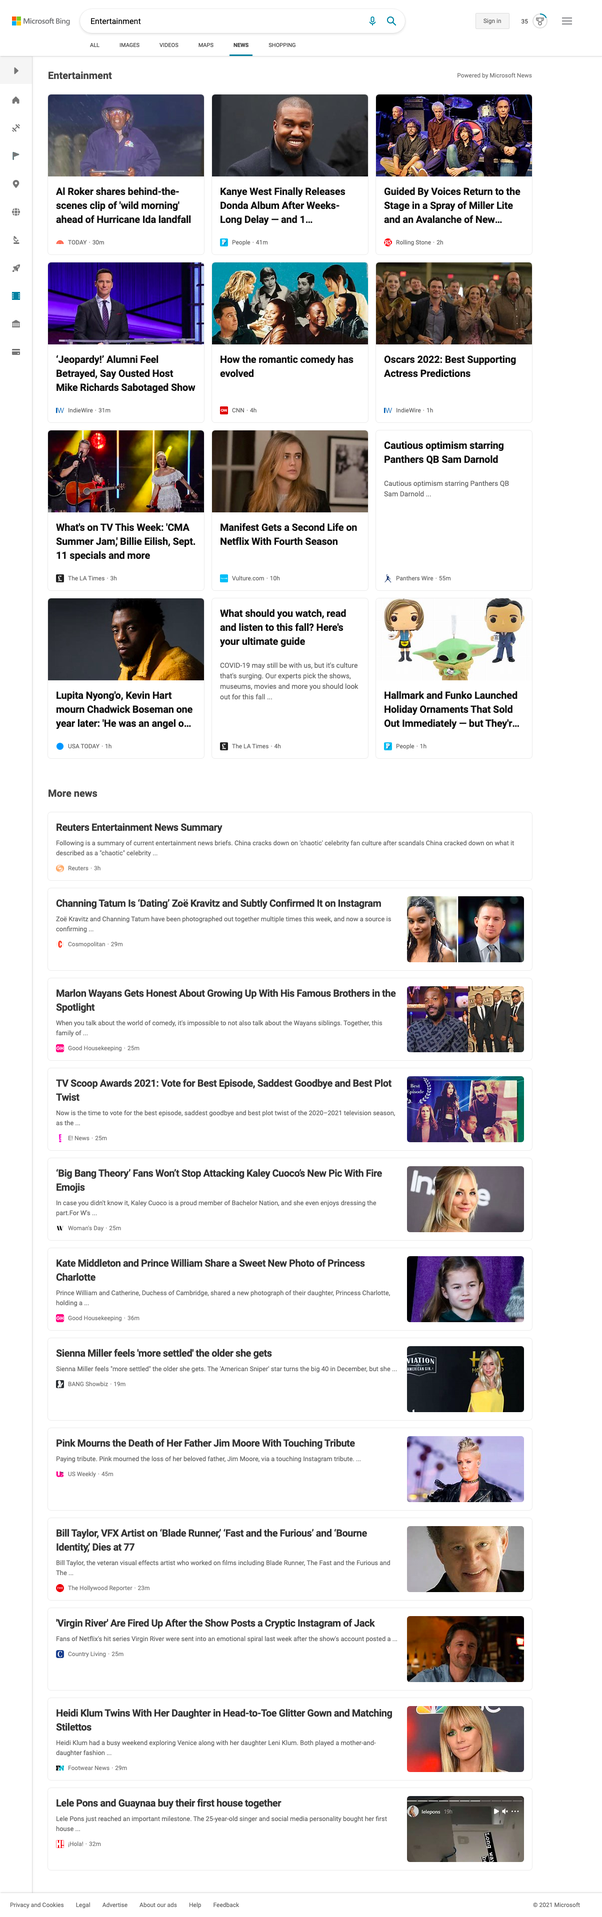 Microsoft Bing
Entertainment
Sign in
35
ALL IMAGES VIDEOS MAPS NEWS SHOPPING
Entertainment
Powered by Microsoft News
Al Roker shares behind-the-
scenes clip of 'wild morning'
ahead of Hurricane Ida landfall
TODAY · 30m
Kanye West Finally Releases
Donda Album After Weeks-
Long Delay — and 1...
People · 41m
Guided By Voices Return to the
Stage in a Spray of Miller Lite
and an Avalanche of New...
Rolling Stone · 2h
'Jeopardy!' Alumni Feel
Betrayed, Say Ousted Host
Mike Richards Sabotaged Show
IndieWire · 31m
How the romantic comedy has
evolved
CNN · 4h
Oscars 2022: Best Supporting
Actress Predictions
IndieWire · 1h
What's on TV This Week: 'CMA
Summer Jam,' Billie Eilish, Sept.
11 specials and more
The LA Times · 3h
Manifest Gets a Second Life on
Netflix With Fourth Season
Vulture.com · 10h
Cautious optimism starring
Panthers QB Sam Darnold
Cautious optimism starring Panthers QB
Sam Darnold ...
Panthers Wire · 55m
Lupita Nyong'o, Kevin Hart
mourn Chadwick Boseman one
year later: 'He was an angel o...
USA TODAY · 1h
What should you watch, read
and listen to this fall? Here's
your ultimate guide
COVID-19 may still be with us, but it's culture
that's surging. Our experts pick the shows,
museums, movies and more you should look
out for this fall ...
The LA Times · 4h
Hallmark and Funko Launched
Holiday Ornaments That Sold
Out Immediately — but They'r...
People · 1h
More news
Reuters Entertainment News Summary
Following is a summary of current entertainment news briefs. China cracks down on 'chaotic' celebrity fan culture after scandals China cracked down on what it
described as a "chaotic" celebrity ...
Reuters · 3h
Channing Tatum Is 'Dating' Zoë Kravitz and Subtly Confirmed It on Instagram
Zoë Kravitz and Channing Tatum have been photographed out together multiple times this week, and now a source is
confirming ...
Cosmopolitan · 29m
Marlon Wayans Gets Honest About Growing Up With His Famous Brothers in the
Spotlight
When you talk about the world of comedy, it's impossible to not also talk about the Wayans siblings. Together, this
family of ...
Good Housekeeping · 25m
TV Scoop Awards 2021: Vote for Best Episode, Saddest Goodbye and Best Plot
Twist
Now is the time to vote for the best episode, saddest goodbye and best plot twist of the 2020–2021 television season,
as the ...
E! News · 25m
Best
Episode
'Big Bang Theory' Fans Won't Stop Attacking Kaley Cuoco's New Pic With Fire
Emojis
In case you didn't know it, Kaley Cuoco is a proud member of Bachelor Nation, and she even enjoys dressing the
part.For W's ...
Woman's Day · 25m
Kate Middleton and Prince William Share a Sweet New Photo of Princess
Charlotte
Prince William and Catherine, Duchess of Cambridge, shared a new photograph of their daughter, Princess Charlotte,
holding a ...
Good Housekeeping · 36m
Sienna Miller feels 'more settled' the older she gets
Sienna Miller feels "more settled" the older she gets. The 'American Sniper' star turns the big 40 in December, but she ...
BANG Showbiz · 19m
VIATION
Pink Mourns the Death of Her Father Jim Moore With Touching Tribute
Paying tribute. Pink mourned the loss of her beloved father, Jim Moore, via a touching Instagram tribute. ...
US Weekly · 45m
Bill Taylor, VFX Artist on 'Blade Runner,' 'Fast and the Furious' and 'Bourne
Identity,' Dies at 77
Bill Taylor, the veteran visual effects artist who worked on films including Blade Runner, The Fast and the Furious and
The ...
The Hollywood Reporter · 23m
'Virgin River' Are Fired Up After the Show Posts a Cryptic Instagram of Jack
Fans of Netflix's hit series Virgin River were sent into an emotional spiral last week after the show's account posted a ...
Country Living · 25m
Heidi Klum Twins With Her Daughter in Head-to-Toe Glitter Gown and Matching
Stilettos
Heidi Klum had a busy weekend exploring Venice along with her daughter Leni Klum. Both played a mother-and-
daughter fashion ...
Footwear News · 29m
Lele Pons and Guaynaa buy their first house together
Lele Pons just reached an important milestone. The 25-year-old singer and social media personality bought her first
house ...
¡Hola! · 32m
lelepons
Privacy and Cookies Legal Advertise About our ads Help Feedback
© 2021 Microsoft